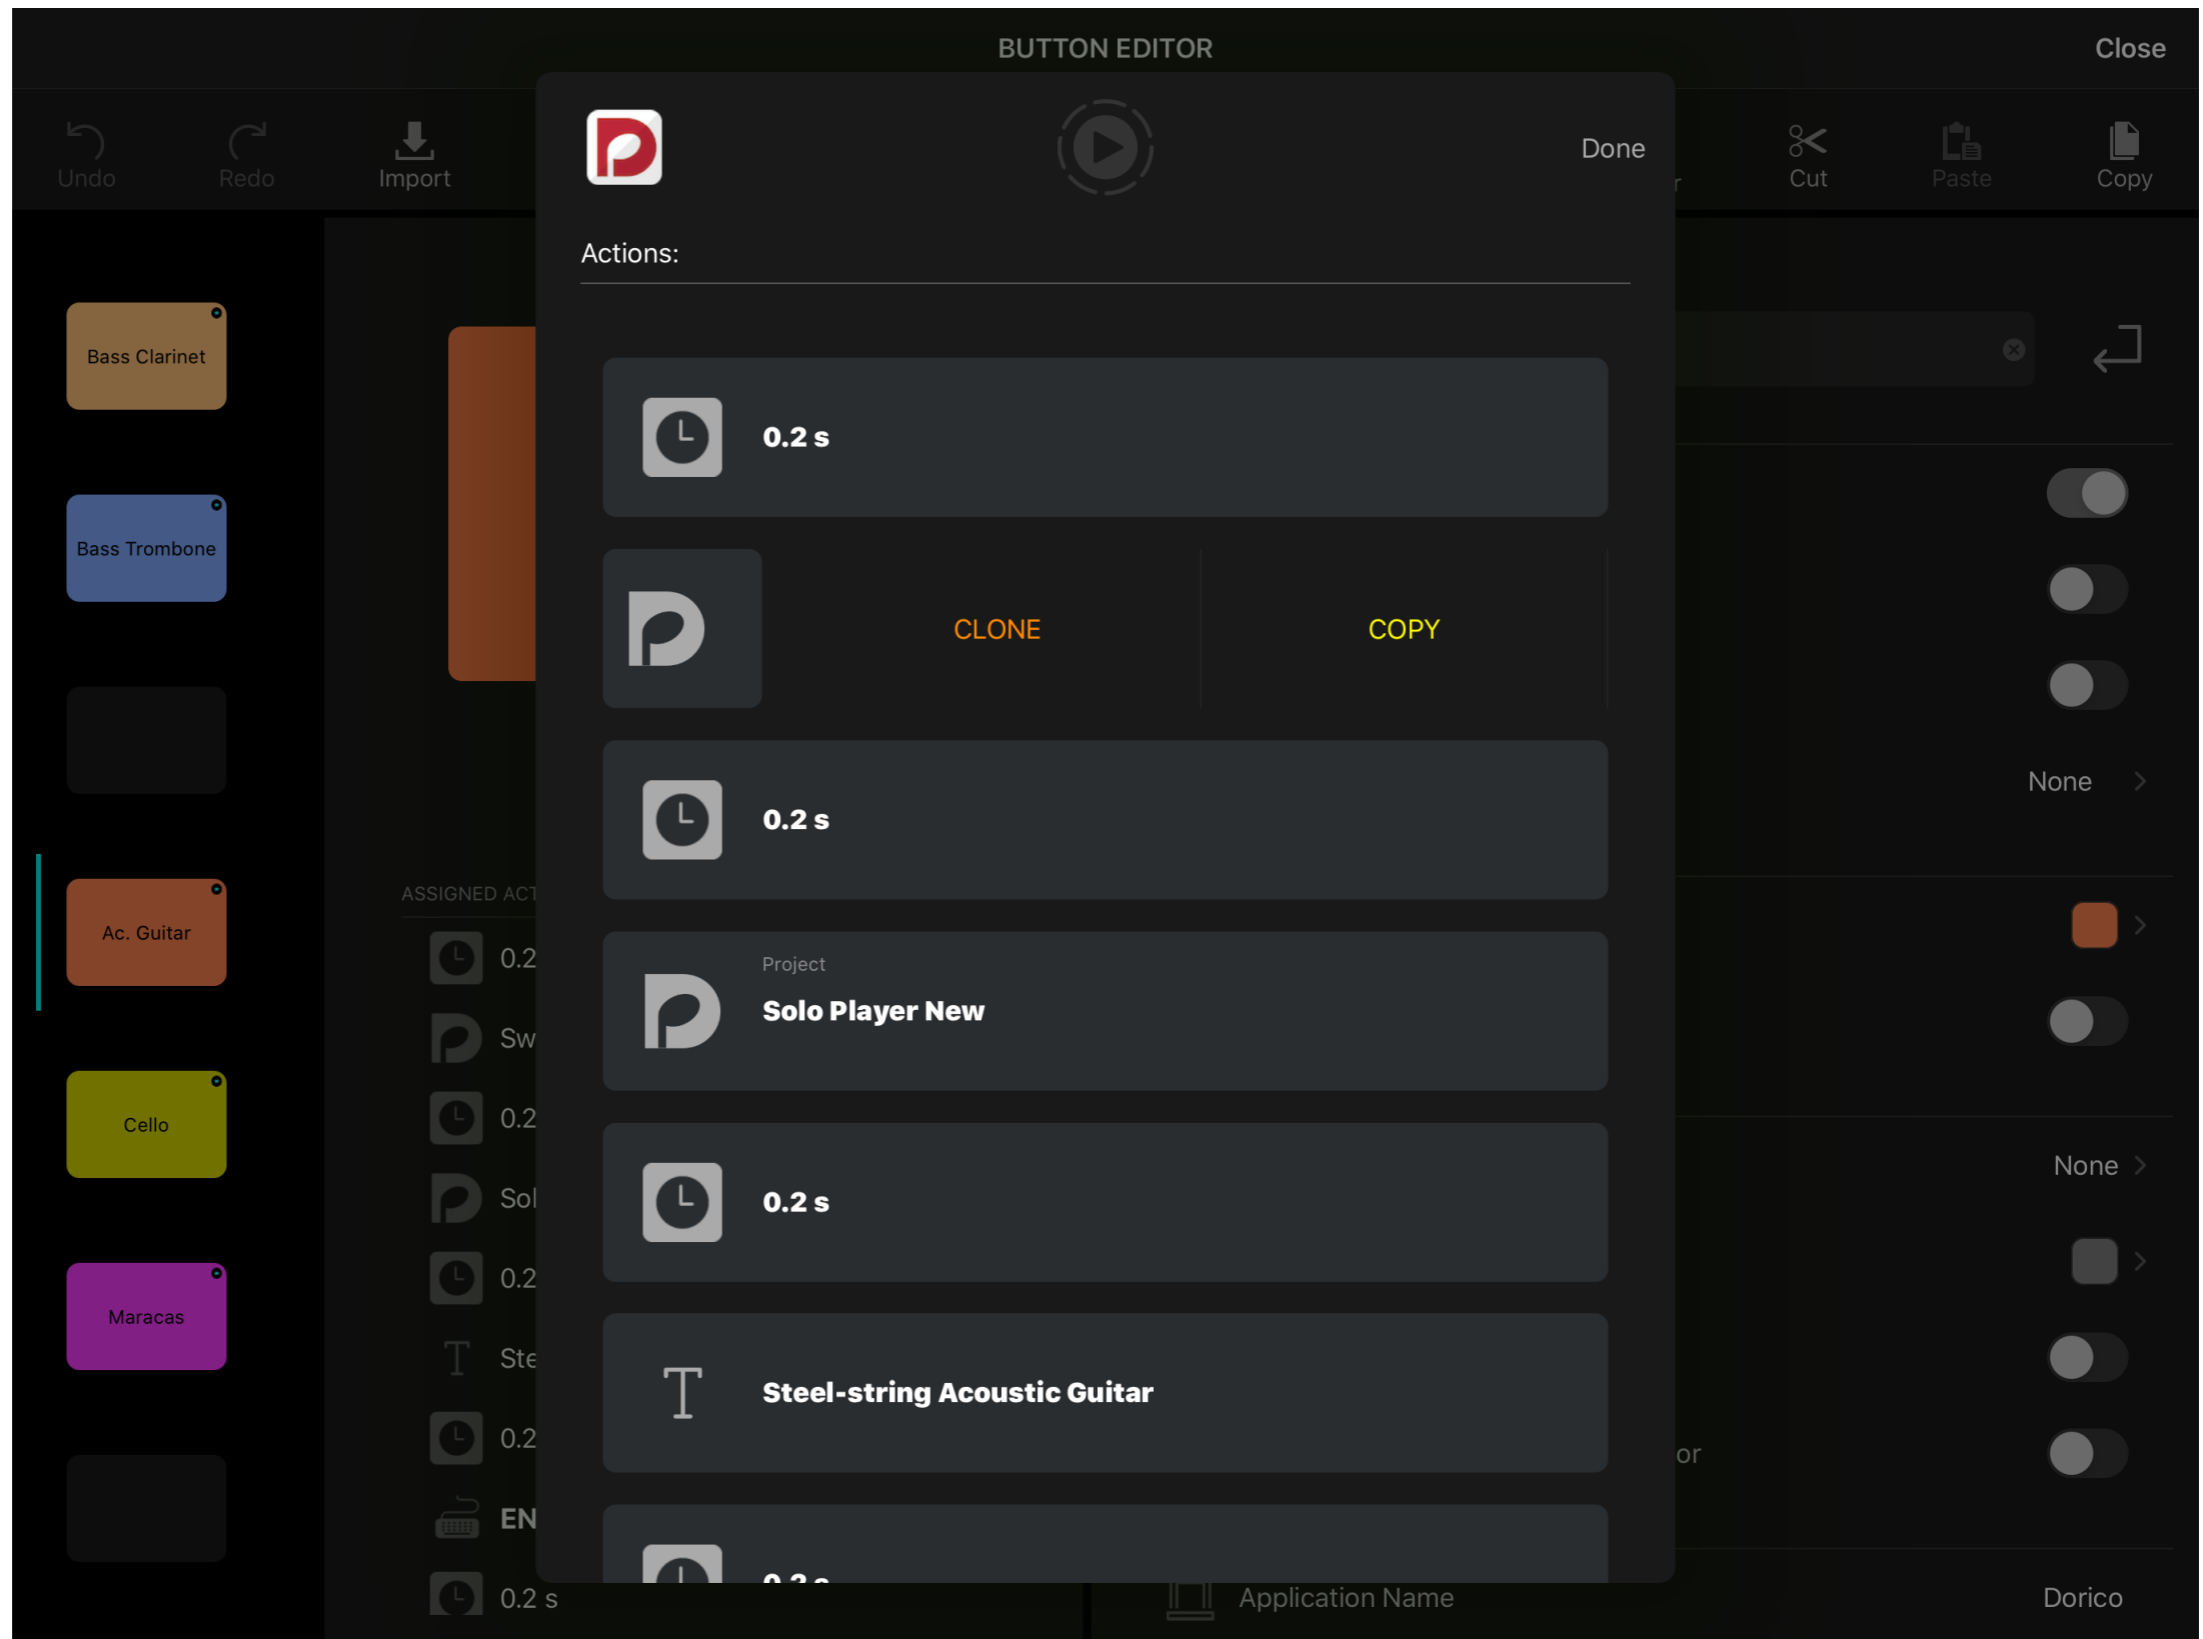 BUTTON EDITOR
Close
Undo
Redo
Import
Done
Cut
Paste
Copy
Actions:
0.2 s
CLONE
COPY
0.2 s
Project
Solo Player New
0.2 s
Steel-string Acoustic Guitar
Bass Clarinet
Bass Trombone
Ac. Guitar
Cello
Maracas
ASSIGNED ACT
0.2
Sw
0.2
Sol
0.2
Ste
0.2
EN
0.2 s
None
None
or
Application Name
Dorico